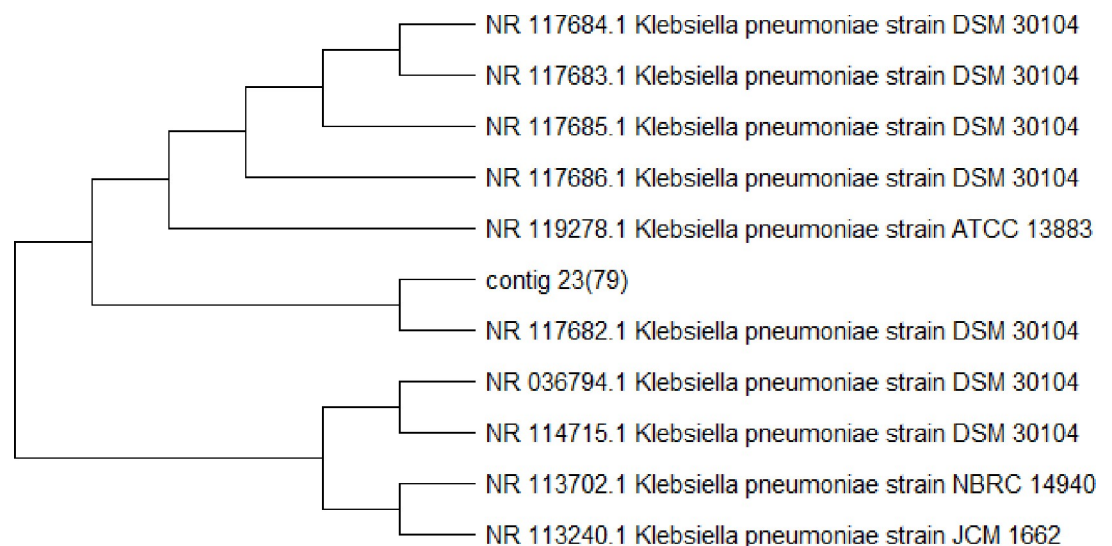 NR 117684.1 Klebsiella pneumoniae strain DSM 30104
NR 117683.1 Klebsiella pneumoniae strain DSM 30104
NR 117685.1 Klebsiella pneumoniae strain DSM 30104
NR 117686.1 Klebsiella pneumoniae strain DSM 30104
NR 119278.1 Klebsiella pneumoniae strain ATCC 13883
contig 23(79)
NR 117682.1 Klebsiella pneumoniae strain DSM 30104
NR 036794.1 Klebsiella pneumoniae strain DSM 30104
NR 114715.1 Klebsiella pneumoniae strain DSM 30104
NR 113702.1 Klebsiella pneumoniae strain NBRC 14940
NR 113240.1 Klebsiella pneumoniae strain JCM 1662